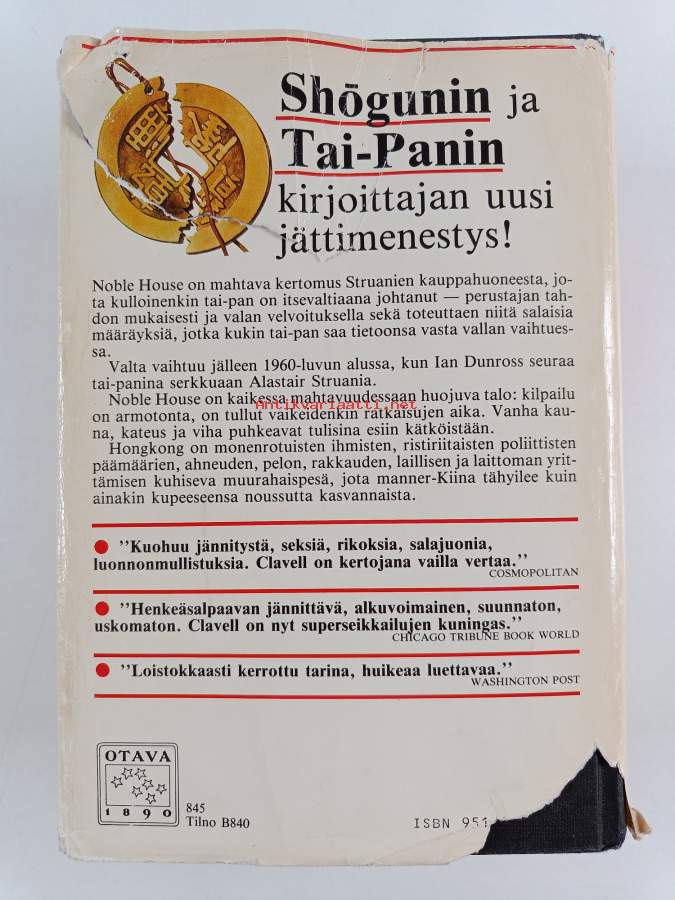 Shōgunin ja
Tai-Panin
kirjoittajan uusi
jättimenestys!
Noble House on mahtava kertomus Struanien kauppahuoneesta, jo-
ta kulloinenkin tai-pan on itsevaltiaana johtanut — perustajan tah-
don mukaisesti ja valan velvoituksella sekä toteuttaen niitä salaisia
määräyksiä, jotka kukin tai-pan saa tietoonsa vasta vallan vaihtues-
sa.
Valta vaihtuu jälleen 1960-luvun alussa, kun Ian Dunross seuraa
tai-panina serkkuaan Alastair Struania.
Noble House on kaikessa mahtavuudessaan huojuva talo: kilpailu
Antikvariaatti.net
on armotonta, on tullut vaikeidenkin ratkaisujen aika. Vanha kau-
na, kateus ja viha puhkeavat tulisina esiin kätköistään.
Hongkong on monenrotuisten ihmisten, ristiriitaisten poliittisten
päämäärien, ahneuden, pelon, rakkauden, laillisen ja laittoman yrit-
tämisen kuhiseva muurahaispesä, jota manner-Kiina tähyilee kuin
ainakin kupeeseensa noussutta kasvannaista.
● ''Kuohuu jännitystä, seksiä, rikoksia, salajuonia,
luonnonmullistuksia. Clavell on kertojana vailla vertaa.''
COSMOPOLITAN
● ''Henkeäsalpaavan jännittävä, alkuvoimainen, suunnaton,
uskomaton. Clavell on nyt superseikkailujen kuningas.''
CHICAGO TRIBUNE BOOK WORLD
● ''Loistokkaasti kerrottu tarina, huikeaa luettavaa.''
WASHINGTON POST
OTAVA
1890
845
Tilno B840
ISBN 951